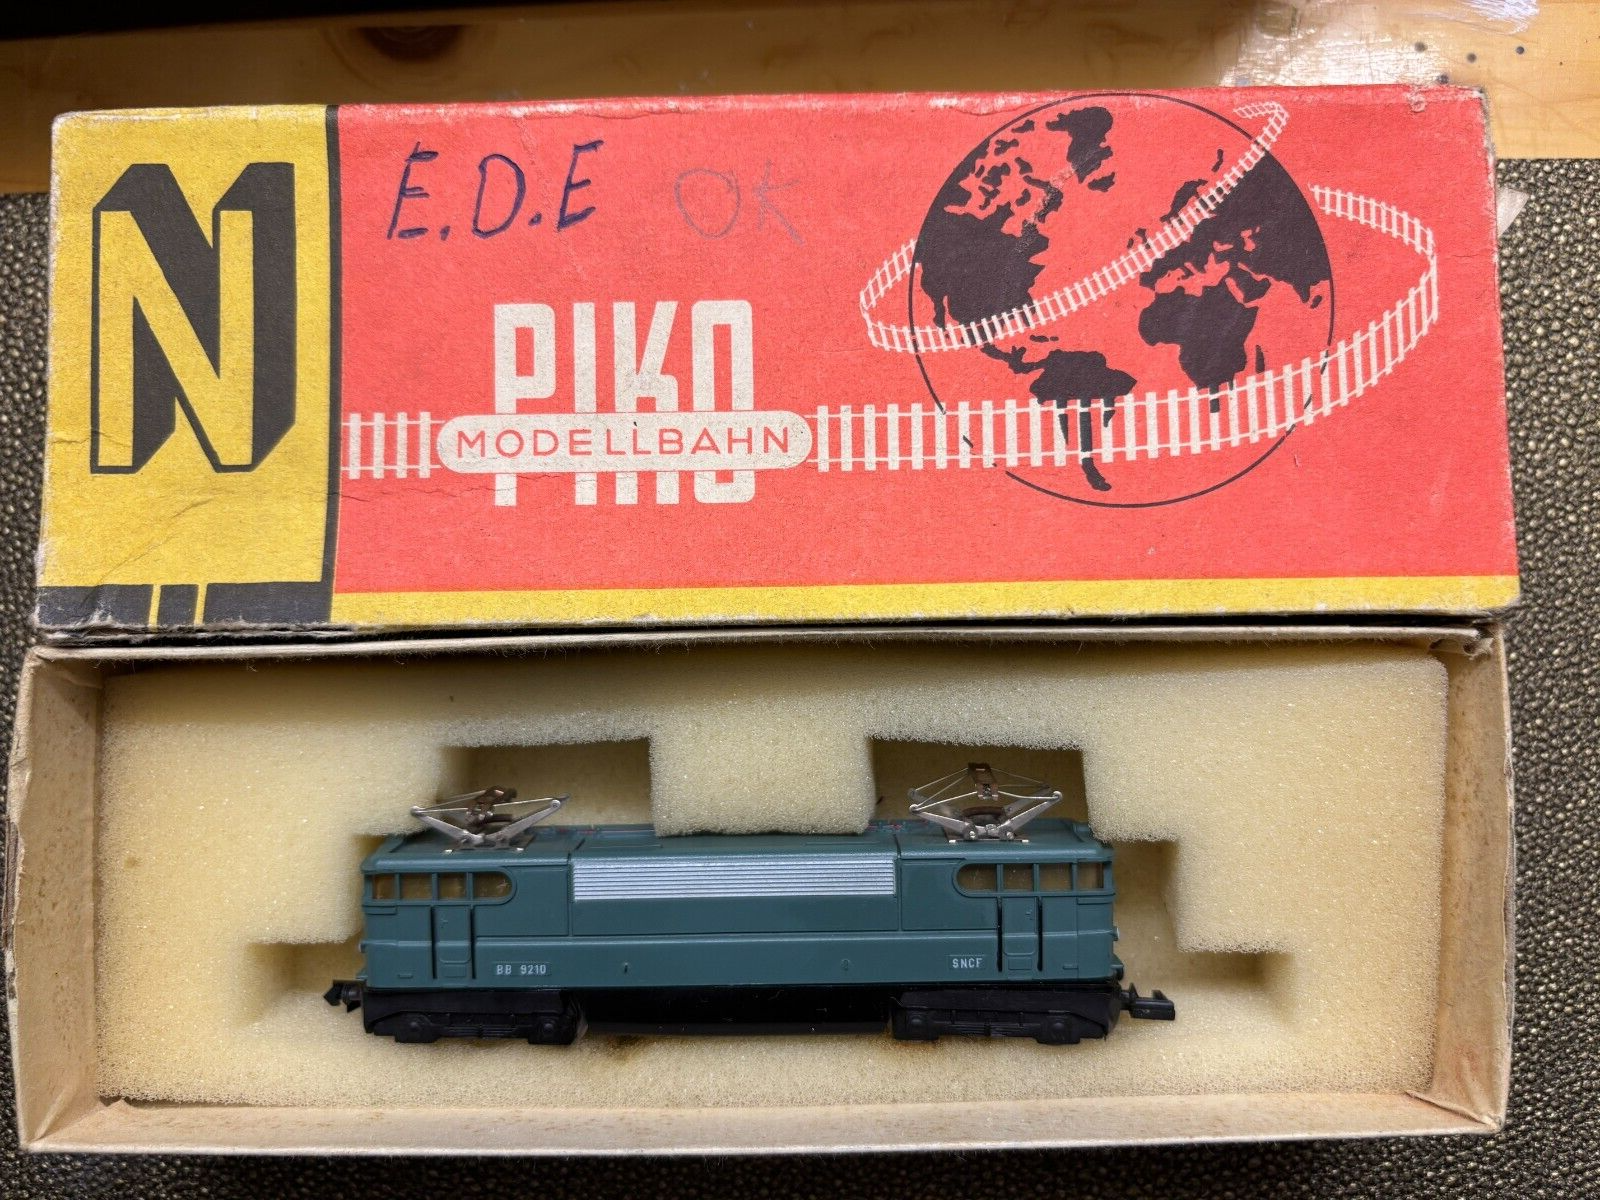 N
E.D.E OK
PIKO
MODELLBAHN
BB 9210
SNCF